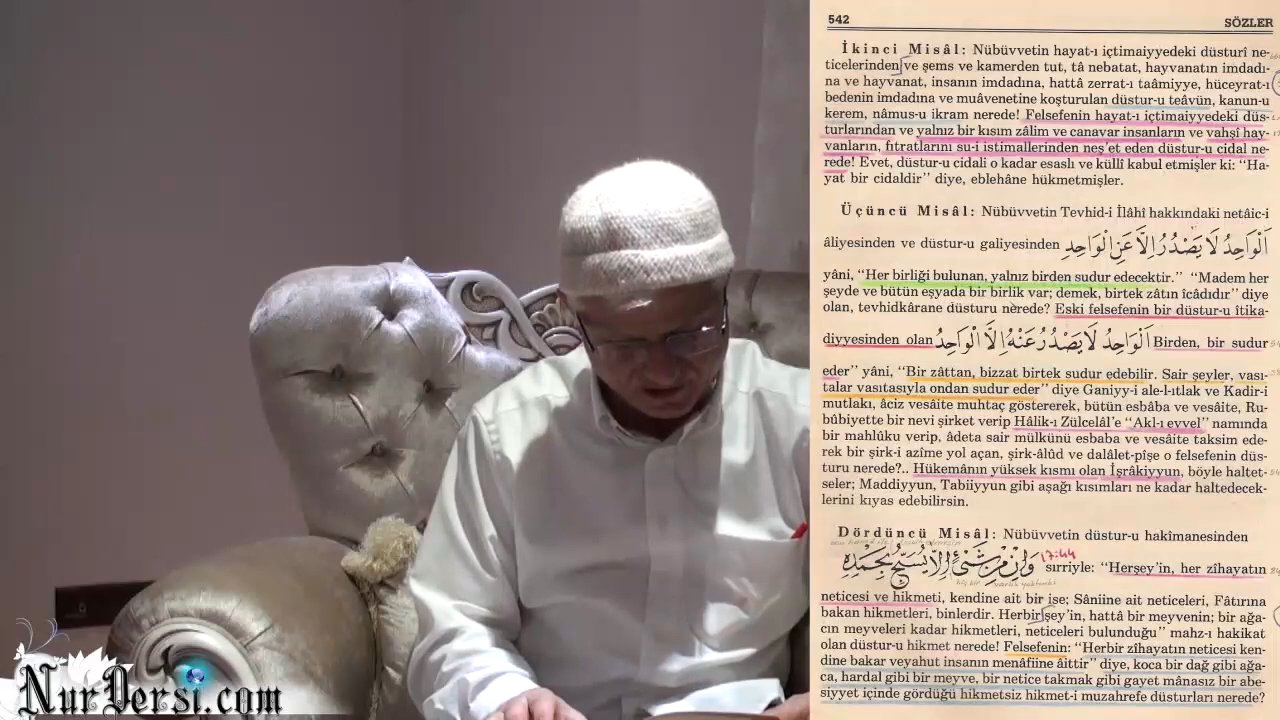 542
SÖZLER
İkinci Misâl: Nübüvvetin hayat-ı içtimaiyyedeki düsturî ne-
ticelerinden ve şems ve kamerden tut, tâ nebatat, hayvanatın imdadı-
na ve hayvanat, insanın imdadına, hattâ zerrat-ı taâmiyye, hüceyrat-ı
bedenin imdadına ve muâvenetine koşturulan düstur-u teâvün, kanun-u
kerem, nâmus-u ikram nerede! Felsefenin hayat-ı içtimaiyyedeki düs-
turlarından ve yalnız bir kısım zâlim ve canavar insanların ve vahşî hay-
vanların, fıtratlarını su-i istimallerinden neş'et eden düstur-u cidal ne-
rede! Evet, düstur-u cidali o kadar esaslı ve küllî kabul etmişler ki: "Ha-
yat bir cidaldir" diye, eblehâne hükmetmişler.
Üçüncü Misâl: Nübüvvetin Tevhid-i İlâhî hakkındaki netâic-i
âliyesinden ve düstur-u galiyesinden اَلْوَاحِدُ لَا يَصْدُرُ اِلَّا عَنِ الْوَاحِدِ
yâni, "Her birliği bulunan, yalnız birden sudur edecektir." "Madem her
şeyde ve bütün eşyada bir birlik var; demek, birtek zâtın îcâdıdır" diye
olan, tevhidkârane düsturu nerede? Eski felsefenin bir düstur-u îtika-
diyyesinden olan اَلْوَاحِدُ لَا يَصْدُرُ عَنْهُ اِلَّا الْوَاحِدُ Birden, bir sudur
eder" yâni, "Bir zâttan, bizzat birtek sudur edebilir. Sair şeyler, vası-
talar vasıtasıyla ondan sudur eder" diye Ganiyy-i ale-l-ıtlak ve Kadir-i
mutlakı, âciz vesâite muhtaç göstererek, bütün esbâba ve vesâite, Ru-
bûbiyette bir nevi şirket verip Hâlik-ı Zülcelâl'e "Akl-ı evvel" namında
bir mahlûku verip, âdeta sair mülkünü esbaba ve vesâite taksim ede-
rek bir şirk-i azîme yol açan, şirk-âlûd ve dalâlet-pîşe o felsefenin düs-
turu nerede?.. Hükemânın yüksek kısmı olan İşrâkiyyun, böyle haltet-
seler; Maddiyyun, Tabiiyyun gibi aşağı kısımları ne kadar haltedecek-
lerini kıyas edebilirsin.
Dördüncü Misâl: Nübüvvetin düstur-u hakîmanesinden
وَاِنْ مِنْ شَىْءٍ اِلَّا يُسَبِّحُ بِحَمْدِهِ 17:44 sırriyle: "Herşey'in, her zîhayatın
neticesi ve hikmeti, kendine ait bir ise; Sâniine ait neticeleri, Fâtırına
bakan hikmetleri, binlerdir. Herbir şey'in, hattâ bir meyvenin; bir ağa-
cın meyveleri kadar hikmetleri, neticeleri bulunduğu" mahz-ı hakikat
olan düstur-u hikmet nerede! Felsefenin: "Herbir zîhayatın neticesi ken-
dine bakar veyahut insanın menâfiine âittir" diye, koca bir dağ gibi ağa-
ca, hardal gibi bir meyve, bir netice takmak gibi gayet mânasız bir abe-
siyyet içinde gördüğü hikmetsiz hikmet-i muzahrefe düsturları nerede?
NurDersi.com